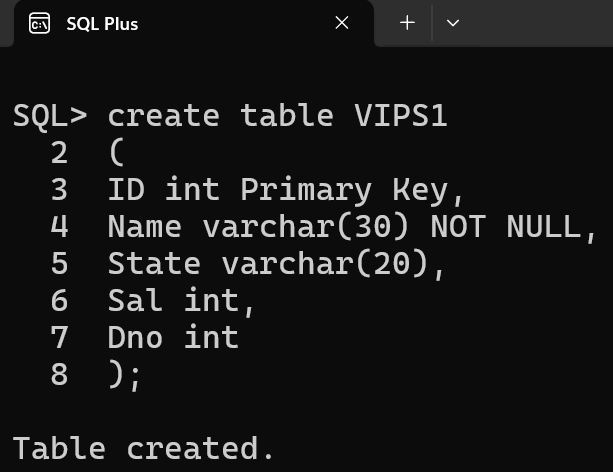 SQL Plus
SQL> create table VIPS1
2 (
3 ID int Primary Key,
4 Name varchar(30) NOT NULL,
5 State varchar(20),
6 Sal int,
7 Dno int
8 );
Table created.